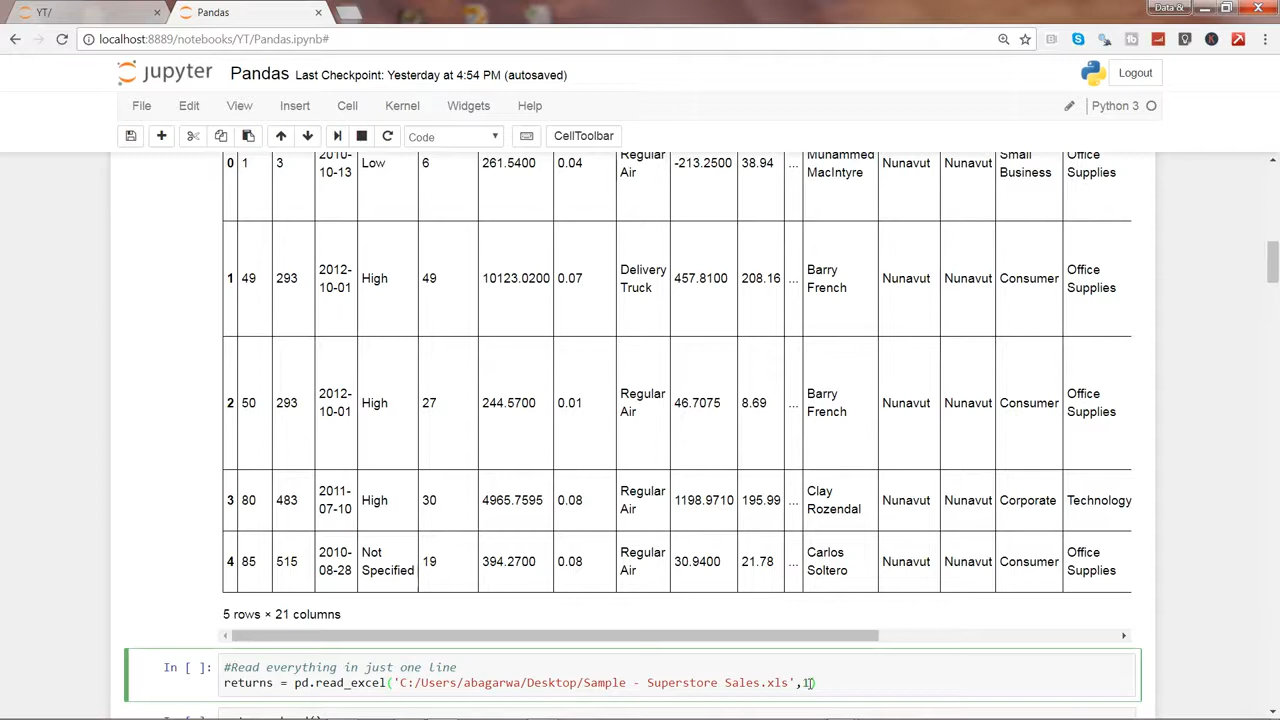 YT/ × Pandas × Data &
localhost:8889/notebooks/YT/Pandas.ipynb#
jupyter Pandas Last Checkpoint: Yesterday at 4:54 PM (autosaved) Logout
File Edit View Insert Cell Kernel Widgets Help Python 3
Code CellToolbar
0 1 3 2010-10-13 Low 6 261.5400 0.04 Regular Air -213.2500 38.94 ... Muhammed MacIntyre Nunavut Nunavut Small Business Office Supplies
1 49 293 2012-10-01 High 49 10123.0200 0.07 Delivery Truck 457.8100 208.16 ... Barry French Nunavut Nunavut Consumer Office Supplies
2 50 293 2012-10-01 High 27 244.5700 0.01 Regular Air 46.7075 8.69 ... Barry French Nunavut Nunavut Consumer Office Supplies
3 80 483 2011-07-10 High 30 4965.7595 0.08 Regular Air 1198.9710 195.99 ... Clay Rozendal Nunavut Nunavut Corporate Technology
4 85 515 2010-08-28 Not Specified 19 394.2700 0.08 Regular Air 30.9400 21.78 ... Carlos Soltero Nunavut Nunavut Consumer Office Supplies
5 rows × 21 columns
In [ ]: #Read everything in just one line
returns = pd.read_excel('C:/Users/abagarwa/Desktop/Sample - Superstore Sales.xls',1)